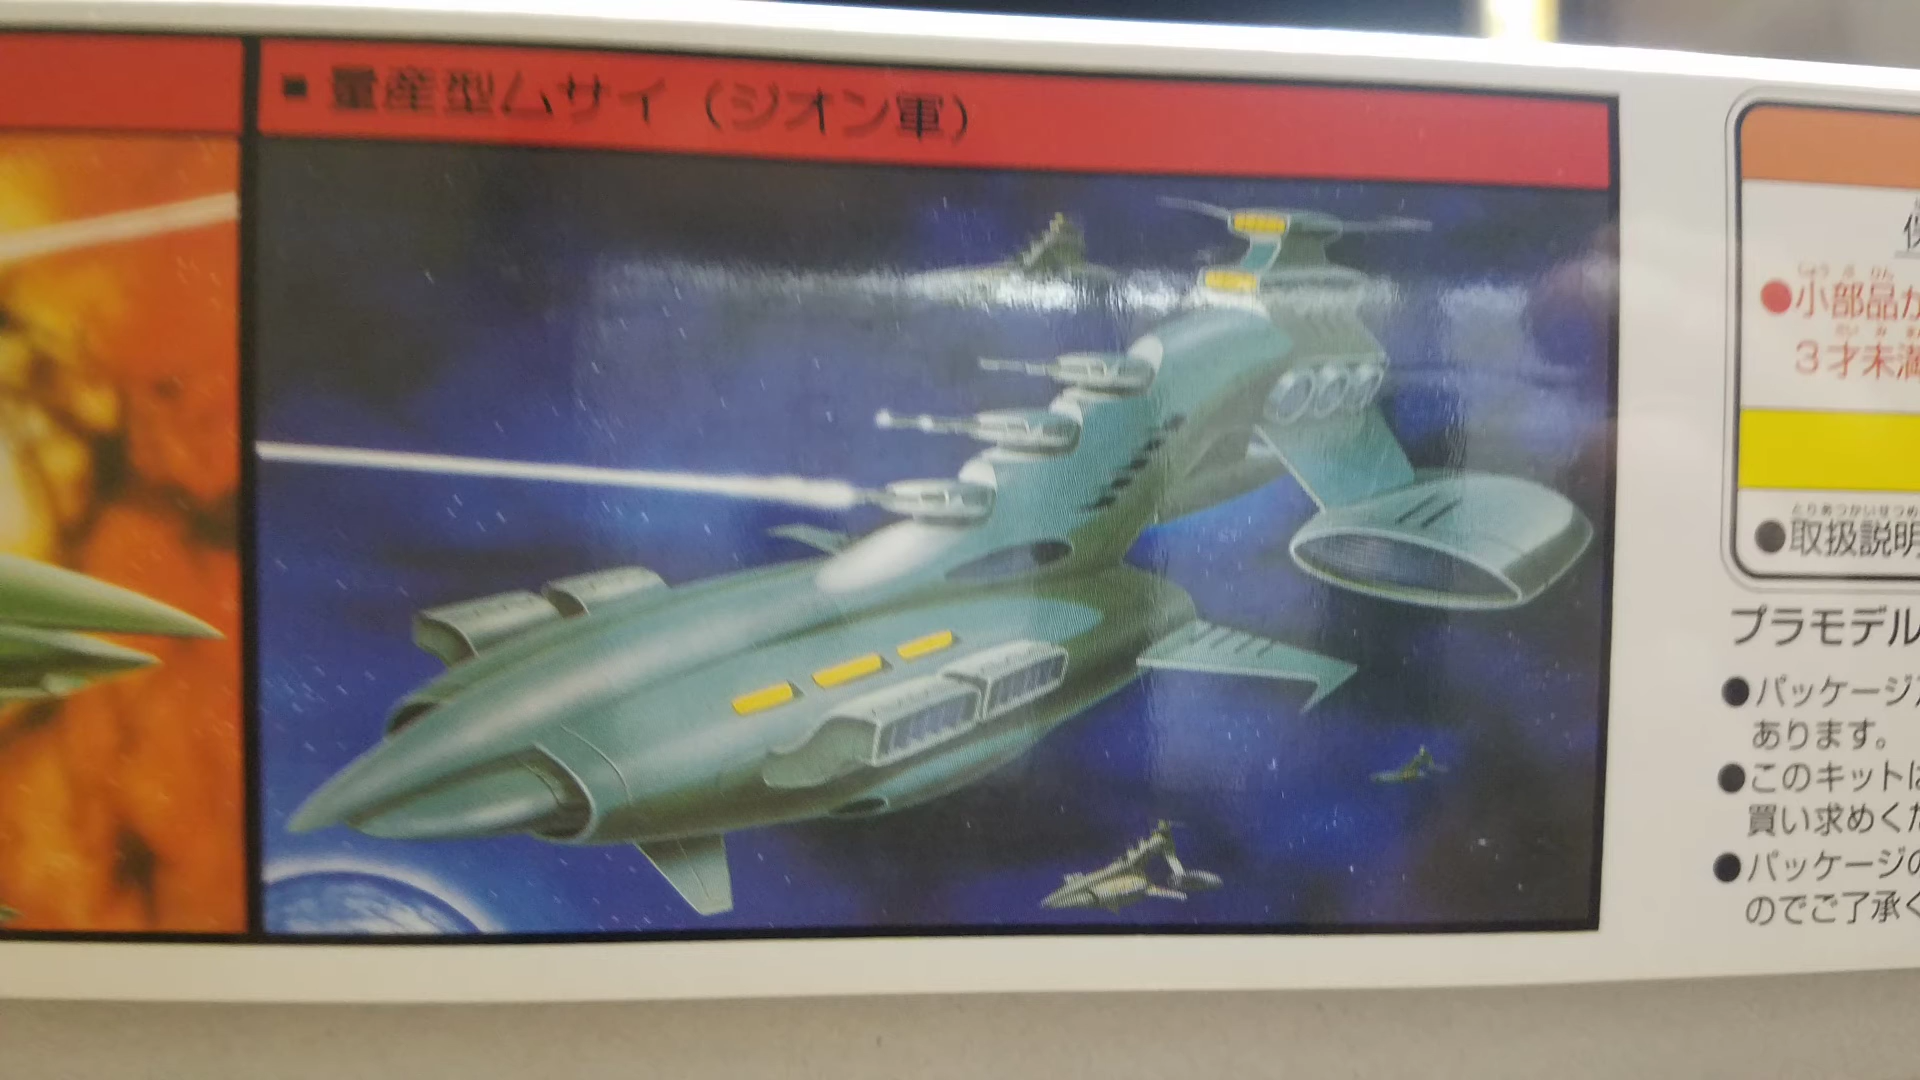 ■ 量産型ムサイ（ジオン軍）
●小部品が
3才未満
●取扱説明
プラモデル
●パッケージ
あります。
●このキットは
買い求めくだ
●パッケージの
のでご了承く